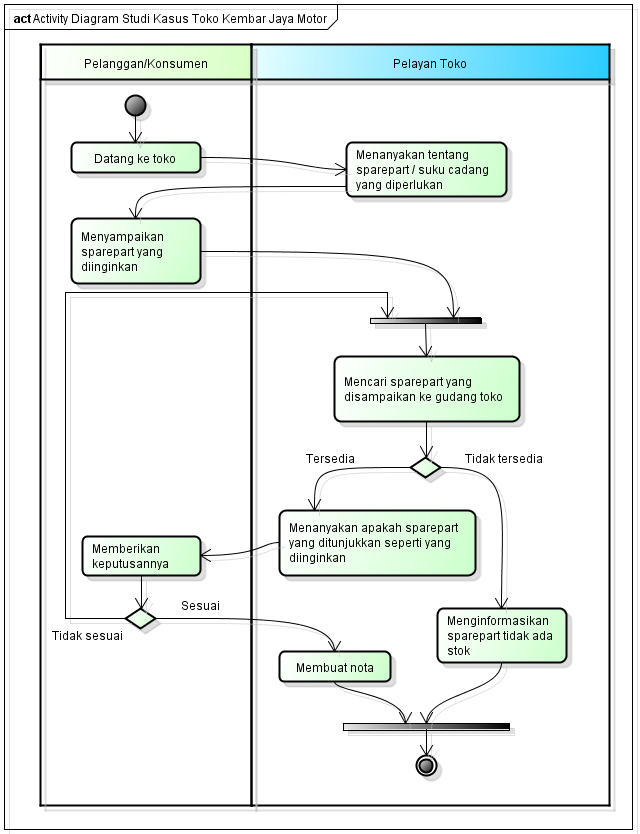 act Activity Diagram Studi Kasus Toko Kembar Jaya Motor
Pelanggan/Konsumen
Pelayan Toko
Datang ke toko
Menanyakan tentang
sparepart / suku cadang
yang diperlukan
Menyampaikan
sparepart yang
diinginkan
Mencari sparepart yang
disampaikan ke gudang toko
Tersedia
Tidak tersedia
Menanyakan apakah sparepart
yang ditunjukkan seperti yang
diinginkan
Memberikan
keputusannya
Sesuai
Tidak sesuai
Menginformasikan
sparepart tidak ada
stok
Membuat nota